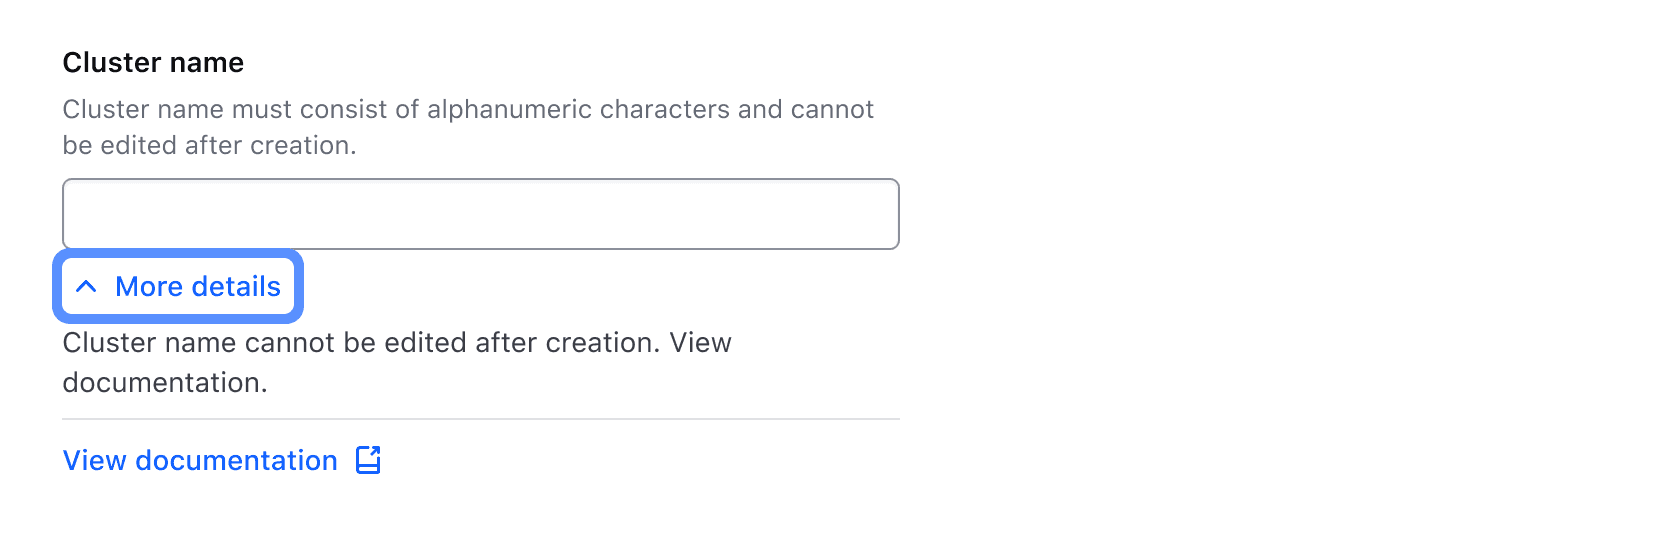 Cluster name
Cluster name must consist of alphanumeric characters and cannot
be edited after creation.
More details
Cluster name cannot be edited after creation. View
documentation.
View documentation